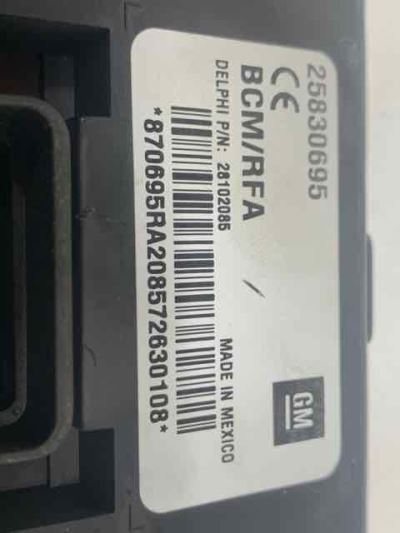 25830695
CE
BCM/RFA
DELPHI P/N: 28102085
MADE IN MEXICO
*870695RA208572630108*
GM